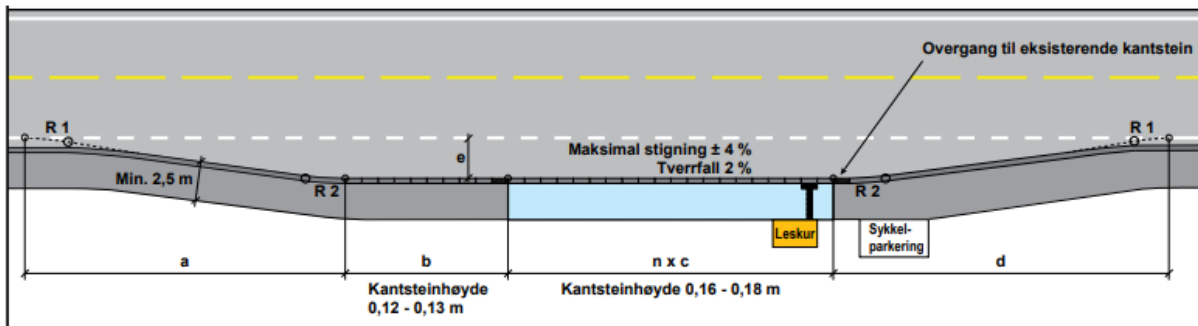 Overgang til eksisterende kantstein
R 1
R 1
e
Maksimal stigning ± 4 %
Tverrfall 2 %
Min. 2,5 m
R 2
R 2
Leskur
Sykkel-
parkering
a
b
n x c
d
Kantsteinhøyde
0,12 - 0,13 m
Kantsteinhøyde 0,16 - 0,18 m